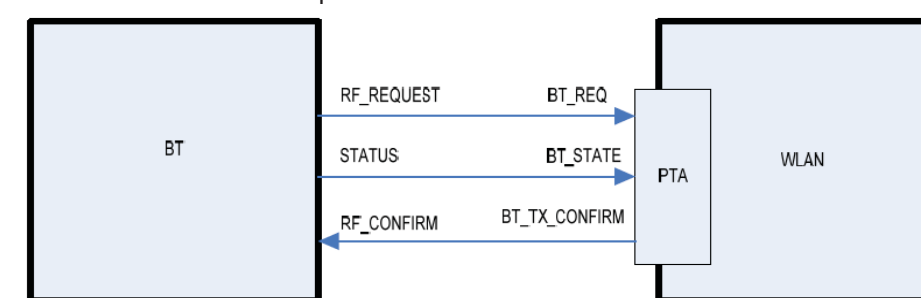 RF_REQUEST BT_REQ
BT STATUS BT_STATE WLAN
PTA
RF_CONFIRM BT_TX_CONFIRM